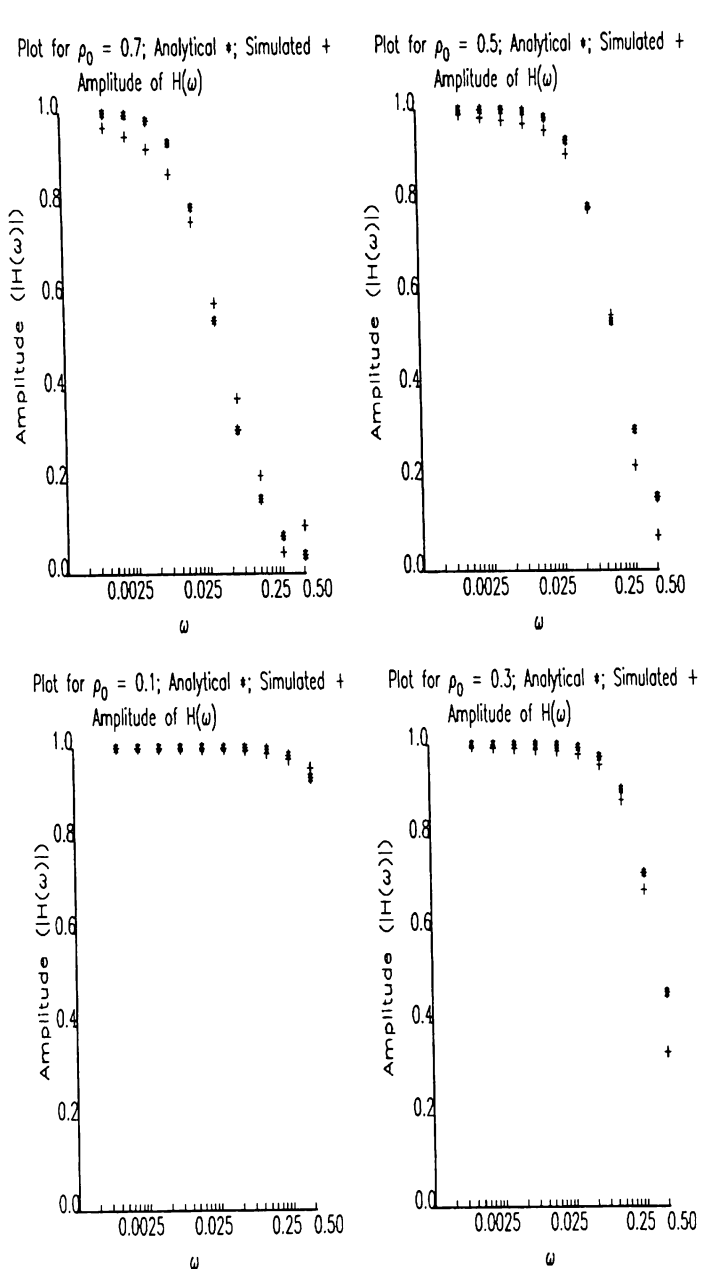 Plot for ρ0 = 0.7; Analytical *; Simulated +
Amplitude of H(ω)
1.0
0.8
0.6
0.4
0.2
0.0
Amplitude (|H(ω)|)
0.0025 0.025 0.25 0.50
ω
Plot for ρ0 = 0.5; Analytical *; Simulated +
Amplitude of H(ω)
1.0
0.8
0.6
0.4
0.2
0.0
Amplitude (|H(ω)|)
0.0025 0.025 0.25 0.50
ω
Plot for ρ0 = 0.1; Analytical *; Simulated +
Amplitude of H(ω)
1.0
0.8
0.6
0.4
0.2
0.0
Amplitude (|H(ω)|)
0.0025 0.025 0.25 0.50
ω
Plot for ρ0 = 0.3; Analytical *; Simulated +
Amplitude of H(ω)
1.0
0.8
0.6
0.4
0.2
0.0
Amplitude (|H(ω)|)
0.0025 0.025 0.25 0.50
ω